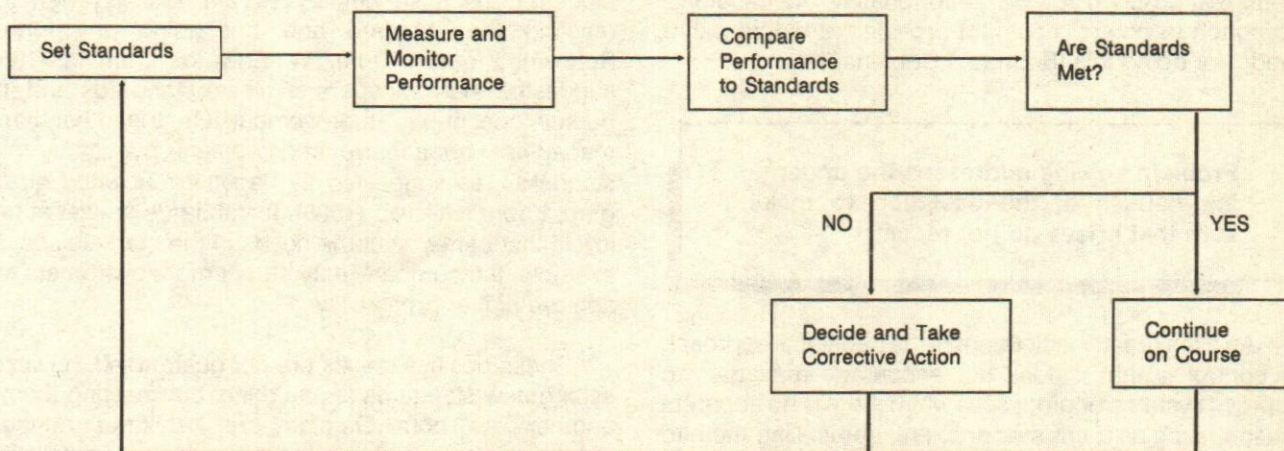 Set Standards
Measure and
Monitor
Performance
Compare
Performance
to Standards
Are Standards
Met?
NO
YES
Decide and Take
Corrective Action
Continue
on Course